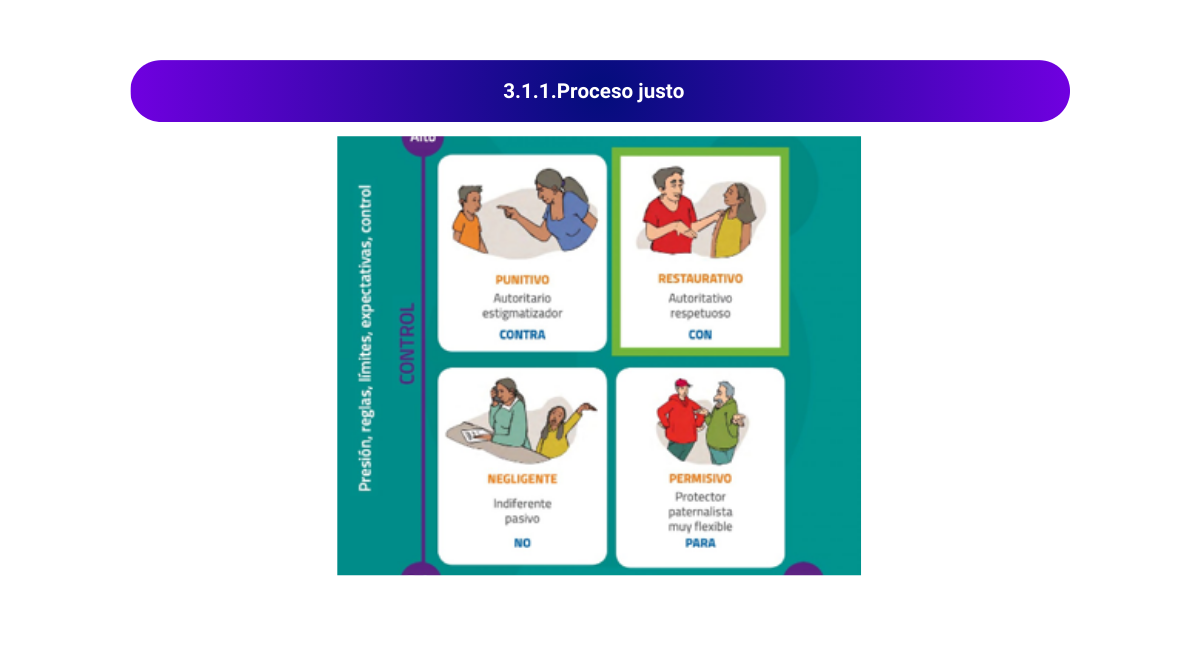 3.1.1.Proceso justo
Alto
Presión, reglas, límites, expectativas, control
CONTROL
PUNITIVO
Autoritario
estigmatizador
CONTRA
RESTAURATIVO
Autoritativo
respetuoso
CON
NEGLIGENTE
Indiferente
pasivo
NO
PERMISIVO
Protector
paternalista
muy flexible
PARA